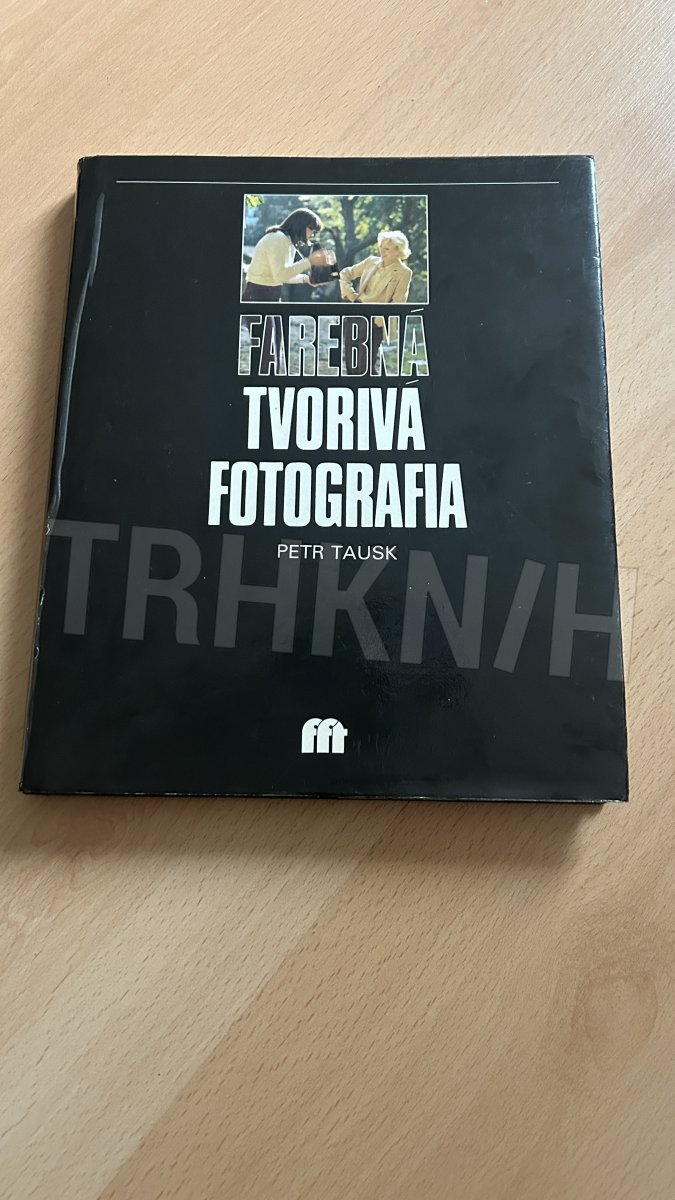 FAREBNÁ
TVORIVÁ
FOTOGRAFIA
PETR TAUSK
TRHKNIH
fft